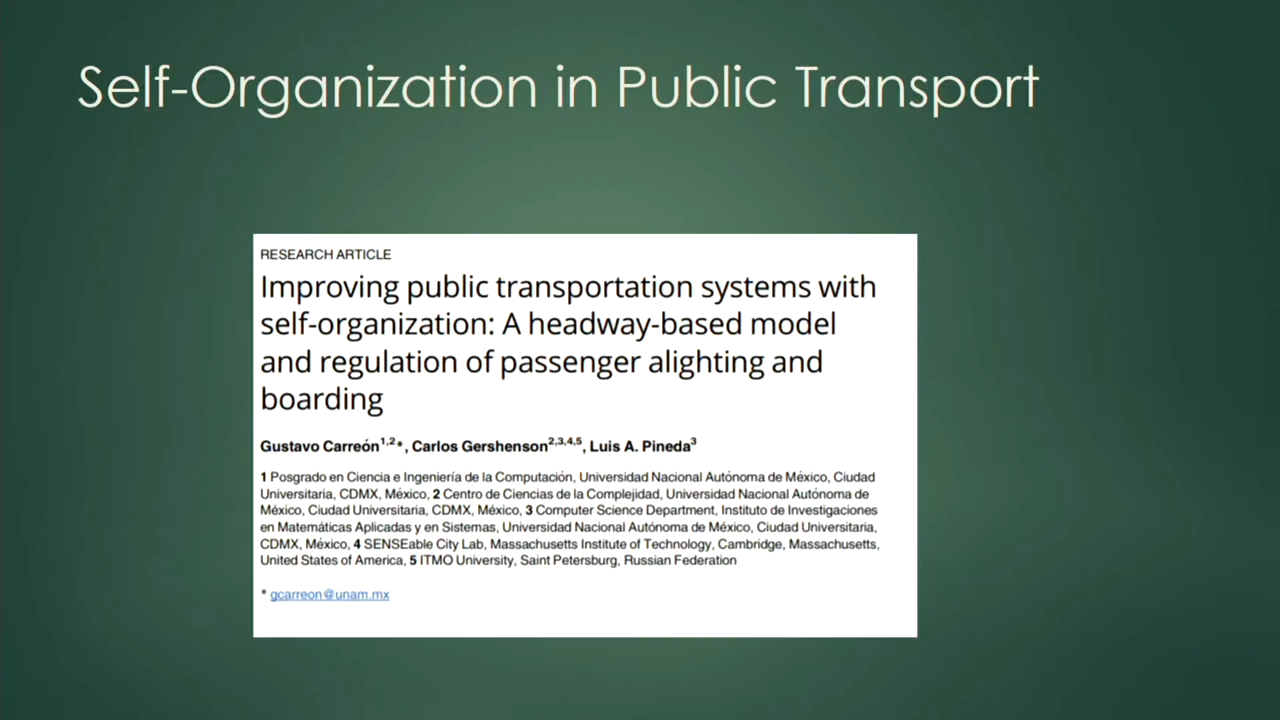 Self-Organization in Public Transport
RESEARCH ARTICLE
Improving public transportation systems with
self-organization: A headway-based model
and regulation of passenger alighting and
boarding
Gustavo Carreón1,2*, Carlos Gershenson2,3,4,5, Luis A. Pineda3
1 Posgrado en Ciencia e Ingeniería de la Computación, Universidad Nacional Autónoma de México, Ciudad
Universitaria, CDMX, México, 2 Centro de Ciencias de la Complejidad, Universidad Nacional Autónoma de
México, Ciudad Universitaria, CDMX, México, 3 Computer Science Department, Instituto de Investigaciones
en Matemáticas Aplicadas y en Sistemas, Universidad Nacional Autónoma de México, Ciudad Universitaria,
CDMX, México, 4 SENSEable City Lab, Massachusetts Institute of Technology, Cambridge, Massachusetts,
United States of America, 5 ITMO University, Saint Petersburg, Russian Federation
* gcarreon@unam.mx